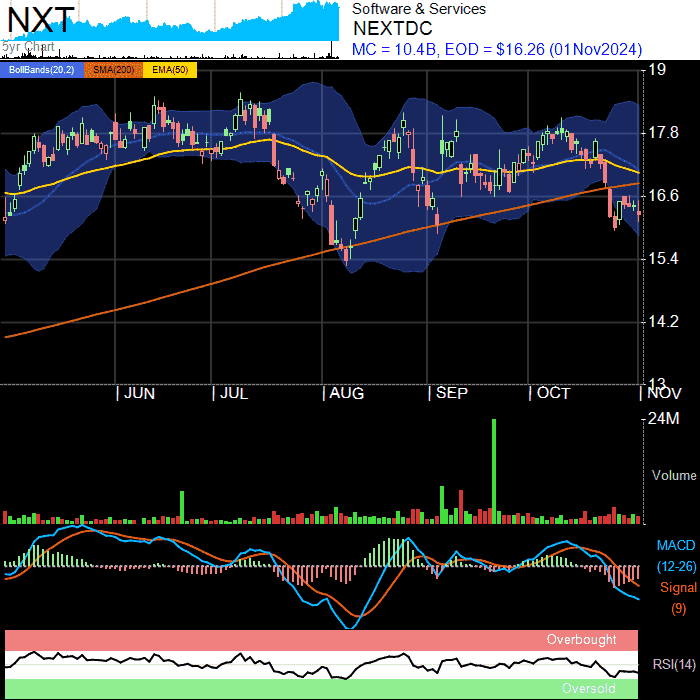 NXT
5yr Chart
Software & Services
NEXTDC
MC = 10.4B, EOD = $16.26 (01Nov2024)
BollBands(20,2) SMA(200) EMA(50)
19
17.8
16.6
15.4
14.2
13
JUN JUL AUG SEP OCT NOV
24M
Volume
MACD
(12-26)
Signal
(9)
Overbought
RSI(14)
Oversold